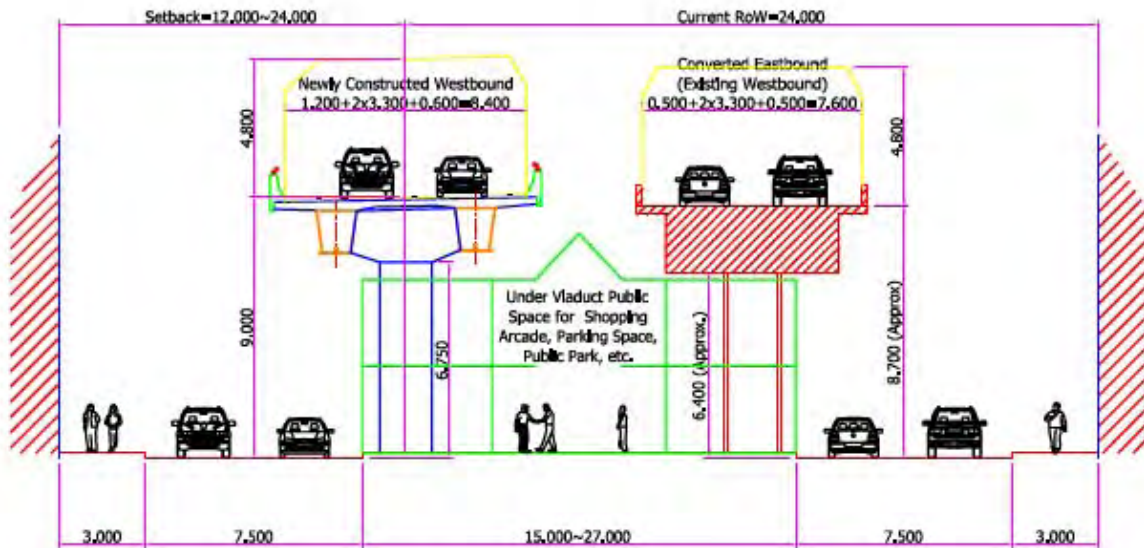 Setback=12.000~24.000
Current RoW=24.000
Newly Constructed Westbound
1.200+2x3.300+0.600=8.400
Converted Eastbound
(Existing Westbound)
0.500+2x3.300+0.500=7.600
4.800
4.800
9.000
6.750
Under Viaduct Public
Space for Shopping
Arcade, Parking Space,
Public Park, etc.
6.400 (Approx.)
8.700 (Approx)
3.000
7.500
15.000~27.000
7.500
3.000